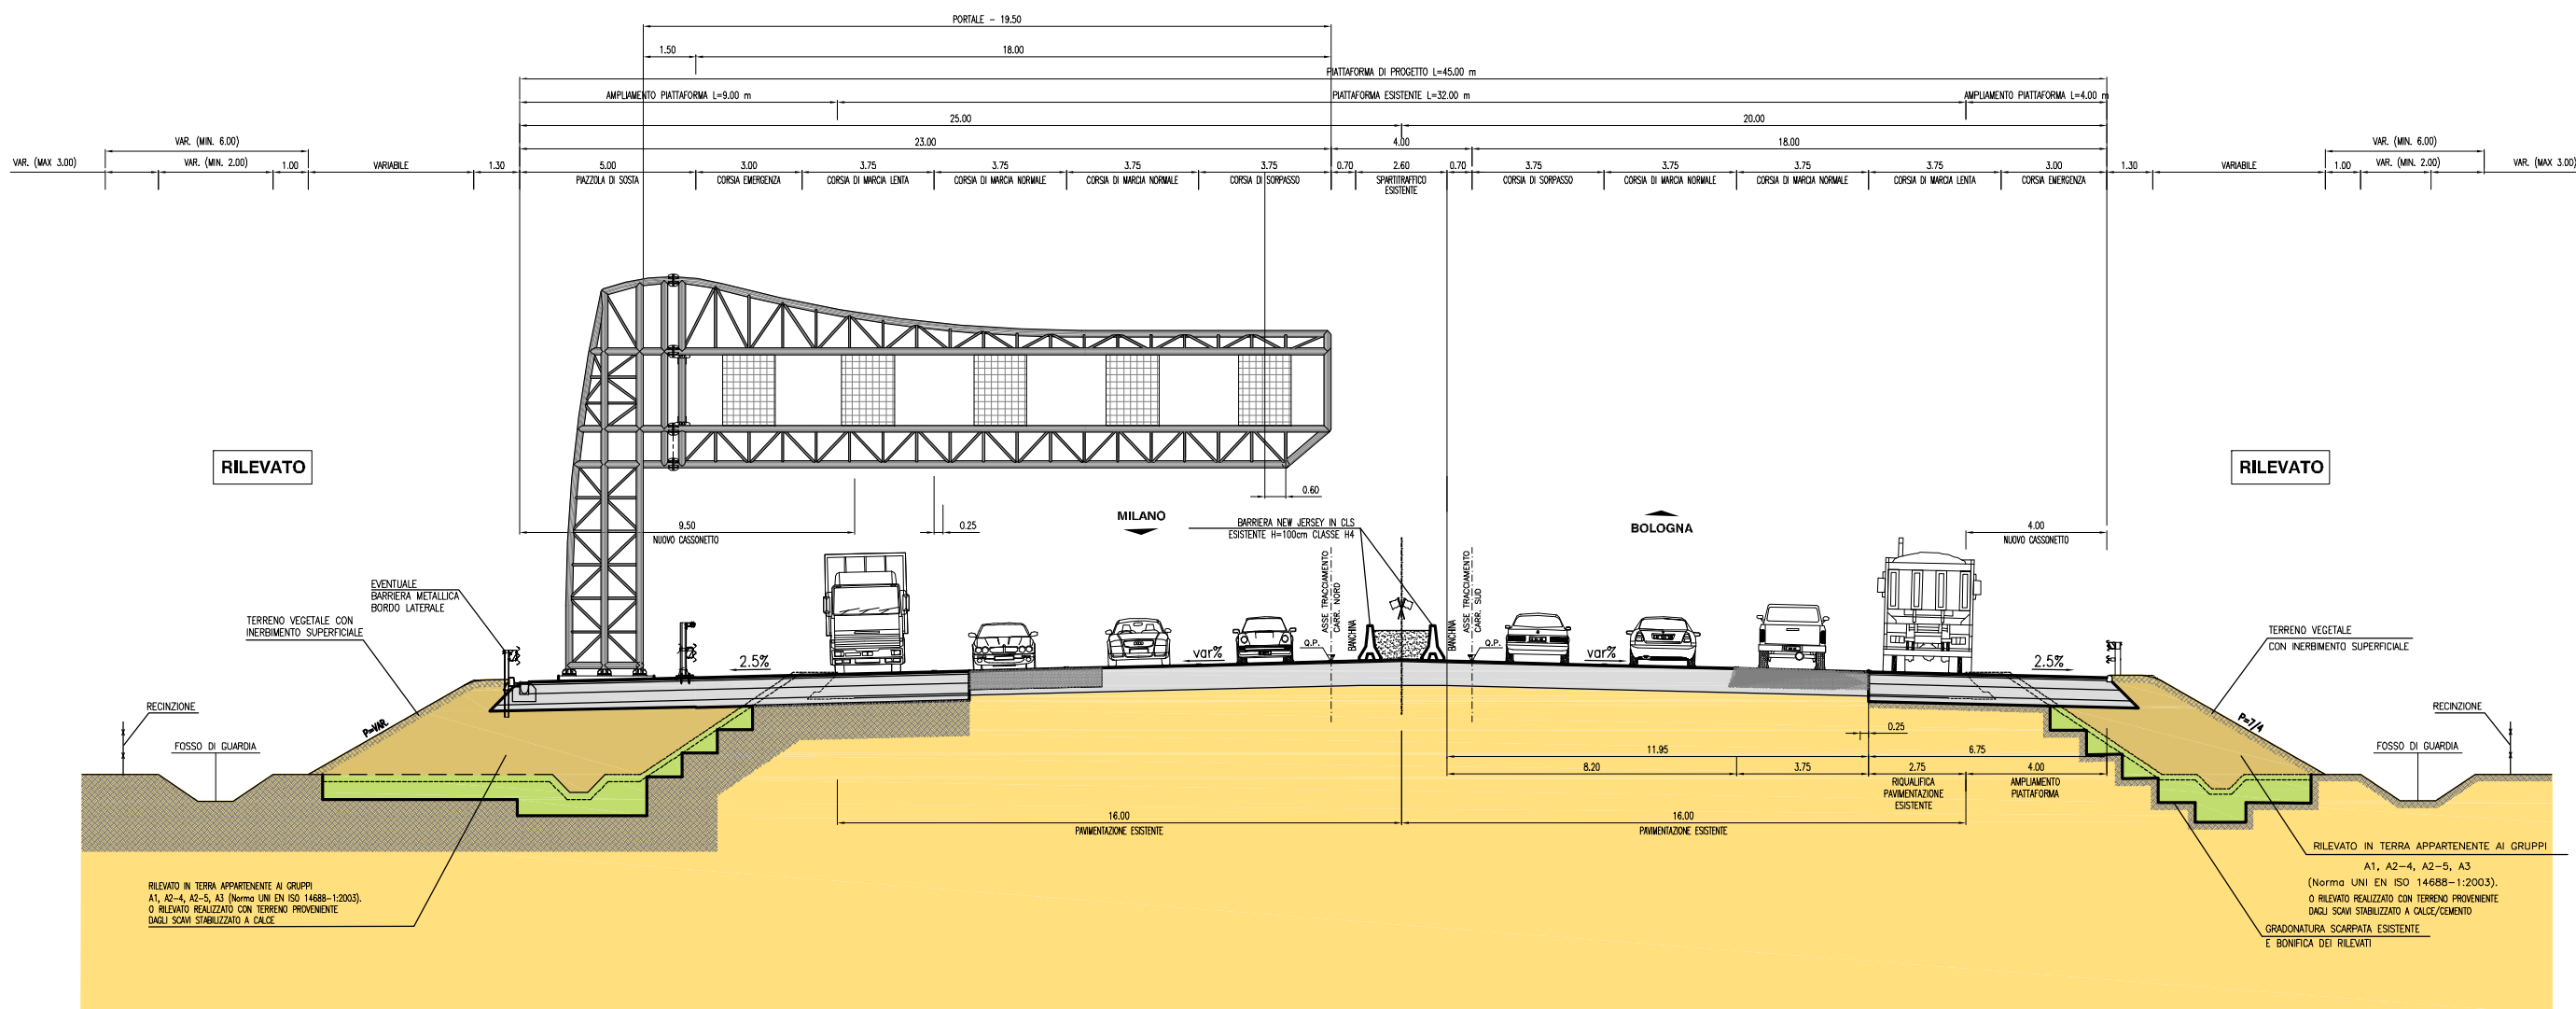 PORTALE - 19.50
1.50
18.00
PIATTAFORMA DI PROGETTO L=45.00 m
AMPLIAMENTO PIATTAFORMA L=9.00 m
PIATTAFORMA ESISTENTE L=32.00 m
AMPLIAMENTO PIATTAFORMA L=4.00 m
25.00
20.00
VAR. (MIN. 6.00)
23.00
4.00
18.00
VAR. (MIN. 6.00)
VAR. (MAX 3.00)
VAR. (MIN. 2.00)
1.00
VARIABILE
1.30
5.00
3.00
3.75
3.75
3.75
3.75
0.70
2.60
0.70
3.75
3.75
3.75
3.75
3.00
1.30
VARIABILE
1.00
VAR. (MIN. 2.00)
VAR. (MAX 3.00)
PIAZZOLA DI SOSTA
CORSIA EMERGENZA
CORSIA DI MARCIA LENTA
CORSIA DI MARCIA NORMALE
CORSIA DI MARCIA NORMALE
CORSIA DI SORPASSO
SPARTITRAFFICO
ESISTENTE
CORSIA DI SORPASSO
CORSIA DI MARCIA NORMALE
CORSIA DI MARCIA NORMALE
CORSIA DI MARCIA LENTA
CORSIA EMERGENZA
RILEVATO
RILEVATO
0.60
9.50
NUOVO CASSONETTO
0.25
MILANO
BARRIERA NEW JERSEY IN CLS
ESISTENTE H=100cm CLASSE H4
BOLOGNA
4.00
NUOVO CASSONETTO
EVENTUALE
BARRIERA METALLICA
BORDO LATERALE
TERRENO VEGETALE CON
INERBIMENTO SUPERFICIALE
ASSE TRACCIAMENTO
CARR. NORD
BANCHINA
BANCHINA
ASSE TRACCIAMENTO
CARR. SUD
TERRENO VEGETALE
CON INERBIMENTO SUPERFICIALE
Q.P.
Q.P.
2.5%
var%
var%
2.5%
RECINZIONE
P=VAR.
FOSSO DI GUARDIA
P=7/4
RECINZIONE
FOSSO DI GUARDIA
0.25
11.95
6.75
8.20
3.75
2.75
4.00
RIQUALIFICA
PAVIMENTAZIONE
ESISTENTE
AMPLIAMENTO
PIATTAFORMA
16.00
PAVIMENTAZIONE ESISTENTE
16.00
PAVIMENTAZIONE ESISTENTE
RILEVATO IN TERRA APPARTENENTE AI GRUPPI
A1, A2-4, A2-5, A3 (Norma UNI EN ISO 14688-1:2003).
O RILEVATO REALIZZATO CON TERRENO PROVENIENTE
DAGLI SCAVI STABILIZZATO A CALCE
RILEVATO IN TERRA APPARTENENTE AI GRUPPI
A1, A2-4, A2-5, A3
(Norma UNI EN ISO 14688-1:2003).
O RILEVATO REALIZZATO CON TERRENO PROVENIENTE
DAGLI SCAVI STABILIZZATO A CALCE/CEMENTO
GRADONATURA SCARPATA ESISTENTE
E BONIFICA DEI RILEVATI